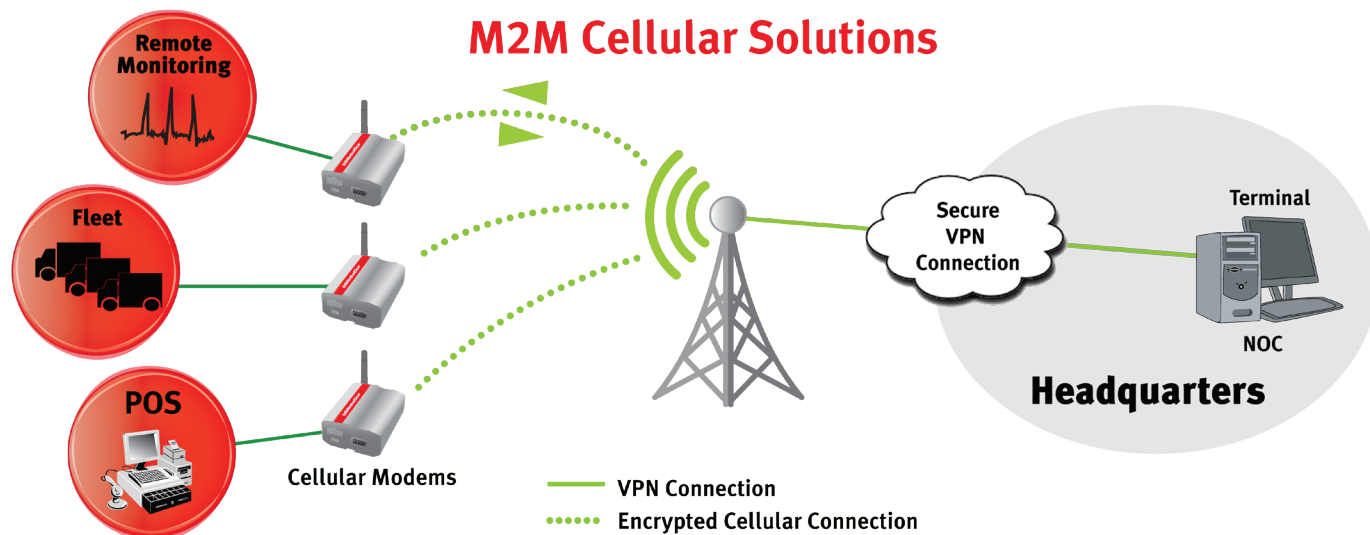 M2M Cellular Solutions
Remote
Monitoring
Fleet
POS
Cellular Modems
Secure
VPN
Connection
Terminal
NOC
Headquarters
VPN Connection
Encrypted Cellular Connection